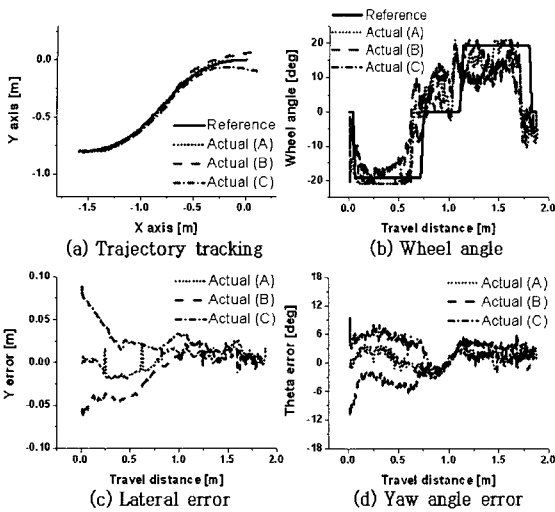 Reference
Actual (A)
Actual (B)
Actual (C)
Y axis [m]
0.0
-0.5
-1.0
-1.5 -1.0 -0.5 0.0
X axis [m]
(a) Trajectory tracking
Reference
Actual (A)
Actual (B)
Actual (C)
Wheel angle [deg]
30
20
10
0
-10
-20
0.0 0.5 1.0 1.5 2.0
Travel distance [m]
(b) Wheel angle
Actual (A)
Actual (B)
Actual (C)
Y error [m]
0.10
0.05
0.00
-0.05
-0.10
0.0 0.5 1.0 1.5 2.0
Travel distance [m]
(c) Lateral error
Actual (A)
Actual (B)
Actual (C)
Theta error [deg]
18
12
6
0
-6
-12
-18
0.0 0.5 1.0 1.5 2.0
Travel distance [m]
(d) Yaw angle error